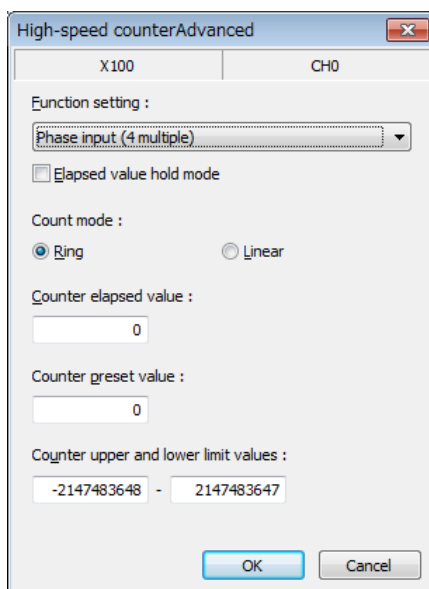 High-speed counterAdvanced
X100 CH0
Function setting :
Phase input (4 multiple)
Elapsed value hold mode
Count mode :
Ring Linear
Counter elapsed value :
0
Counter preset value :
0
Counter upper and lower limit values :
-2147483648 - 2147483647
OK Cancel